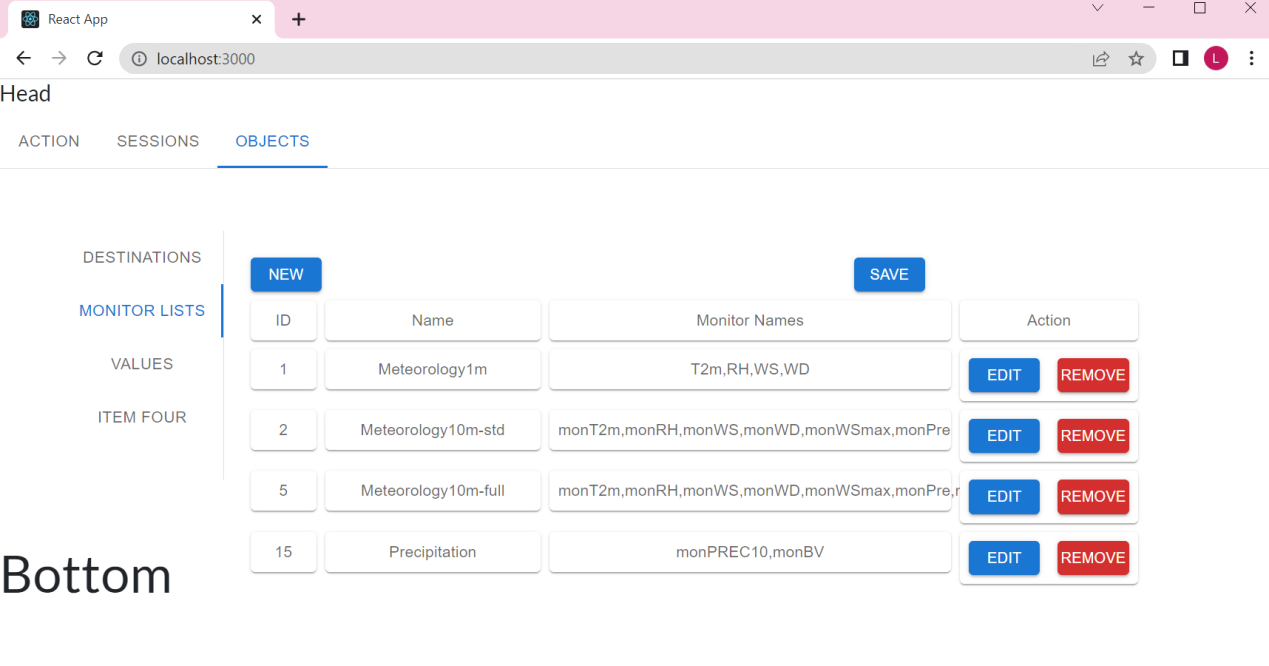 React App
localhost:3000
L
Head
ACTION SESSIONS OBJECTS
DESTINATIONS
MONITOR LISTS
VALUES
ITEM FOUR
NEW SAVE
ID Name Monitor Names Action
1 Meteorology1m T2m,RH,WS,WD EDIT REMOVE
2 Meteorology10m-std monT2m,monRH,monWS,monWD,monWSmax,monPre EDIT REMOVE
5 Meteorology10m-full monT2m,monRH,monWS,monWD,monWSmax,monPre, EDIT REMOVE
15 Precipitation monPREC10,monBV EDIT REMOVE
Bottom